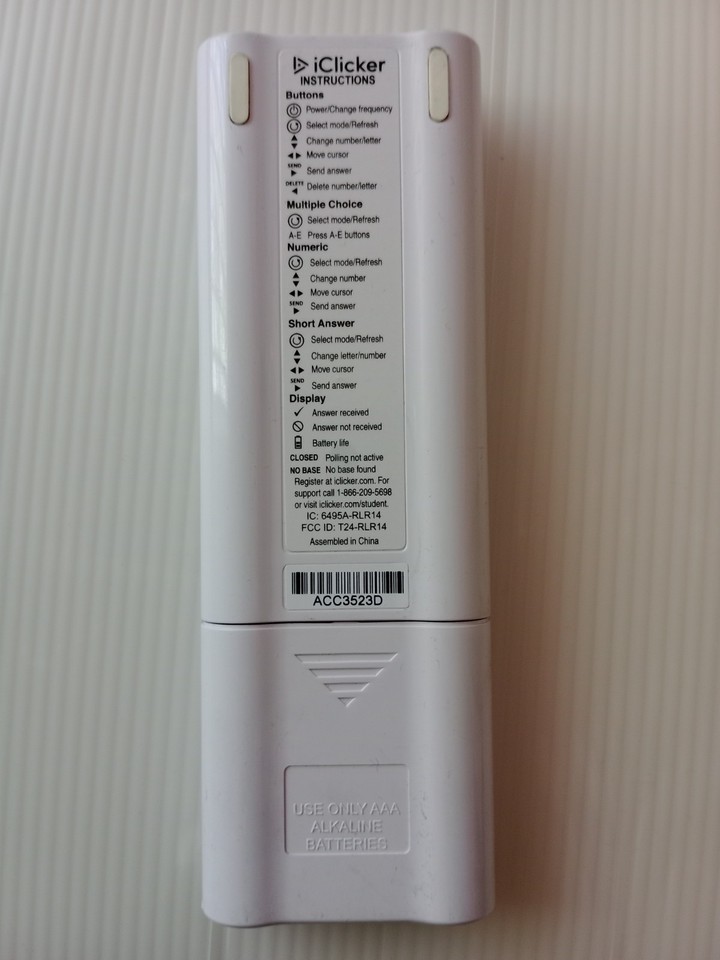 iClicker
INSTRUCTIONS
Buttons
Power/Change frequency
Select mode/Refresh
Change number/letter
Move cursor
SEND Send answer
DELETE Delete number/letter
Multiple Choice
Select mode/Refresh
A-E Press A-E buttons
Numeric
Select mode/Refresh
Change number
Move cursor
SEND Send answer
Short Answer
Select mode/Refresh
Change letter/number
Move cursor
SEND Send answer
Display
Answer received
Answer not received
Battery life
CLOSED Polling not active
NO BASE No base found
Register at iclicker.com. For
support call 1-866-209-5698
or visit iclicker.com/student.
IC: 6495A-RLR14
FCC ID: T24-RLR14
Assembled in China
ACC3523D
USE ONLY AAA
ALKALINE
BATTERIES